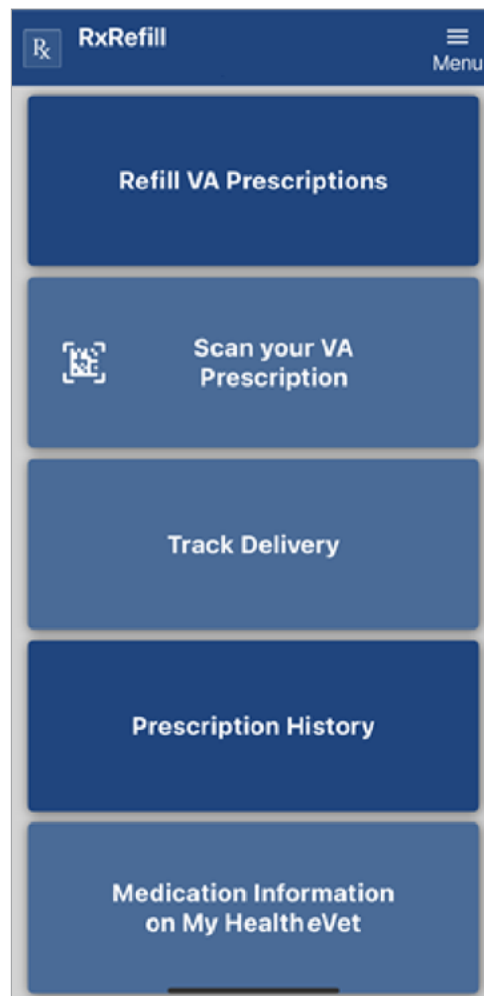 Rx
RxRefill
Menu
Refill VA Prescriptions
Scan your VA
Prescription
Track Delivery
Prescription History
Medication Information
on My HealtheVet